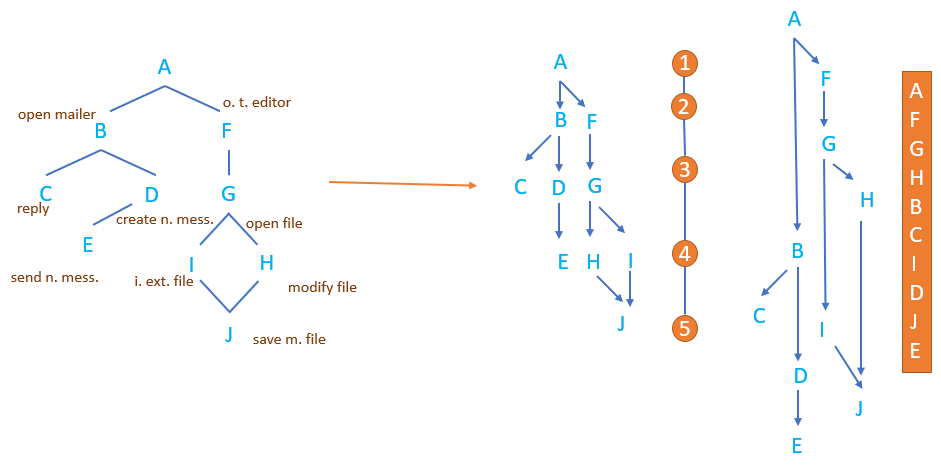 A
open mailer
o. t. editor
B
F
C
D
G
reply
create n. mess.
open file
E
I
H
send n. mess.
i. ext. file
modify file
J
save m. file
A
B
F
C
D
G
E
H
I
J
1
2
3
4
5
A
F
G
H
B
C
I
D
J
E
A
F
G
H
B
C
I
D
J
E